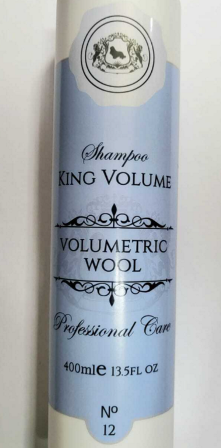 Shampoo
KING VOLUME
VOLUMETRIC
WOOL
Professional Care
400ml℮ 13.5FL OZ
Nº
12